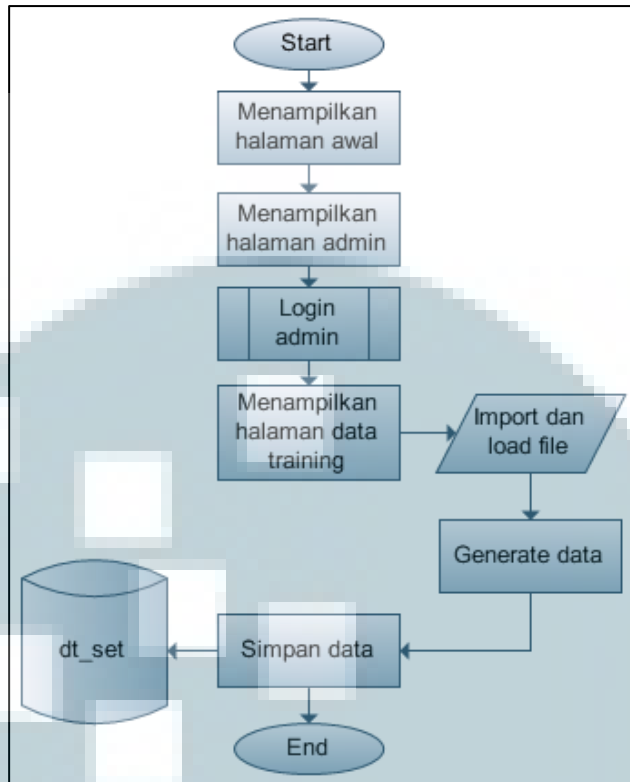 Start
Menampilkan
halaman awal
Menampilkan
halaman admin
Login
admin
Menampilkan
halaman data
training
Import dan
load file
Generate data
Simpan data
dt_set
End